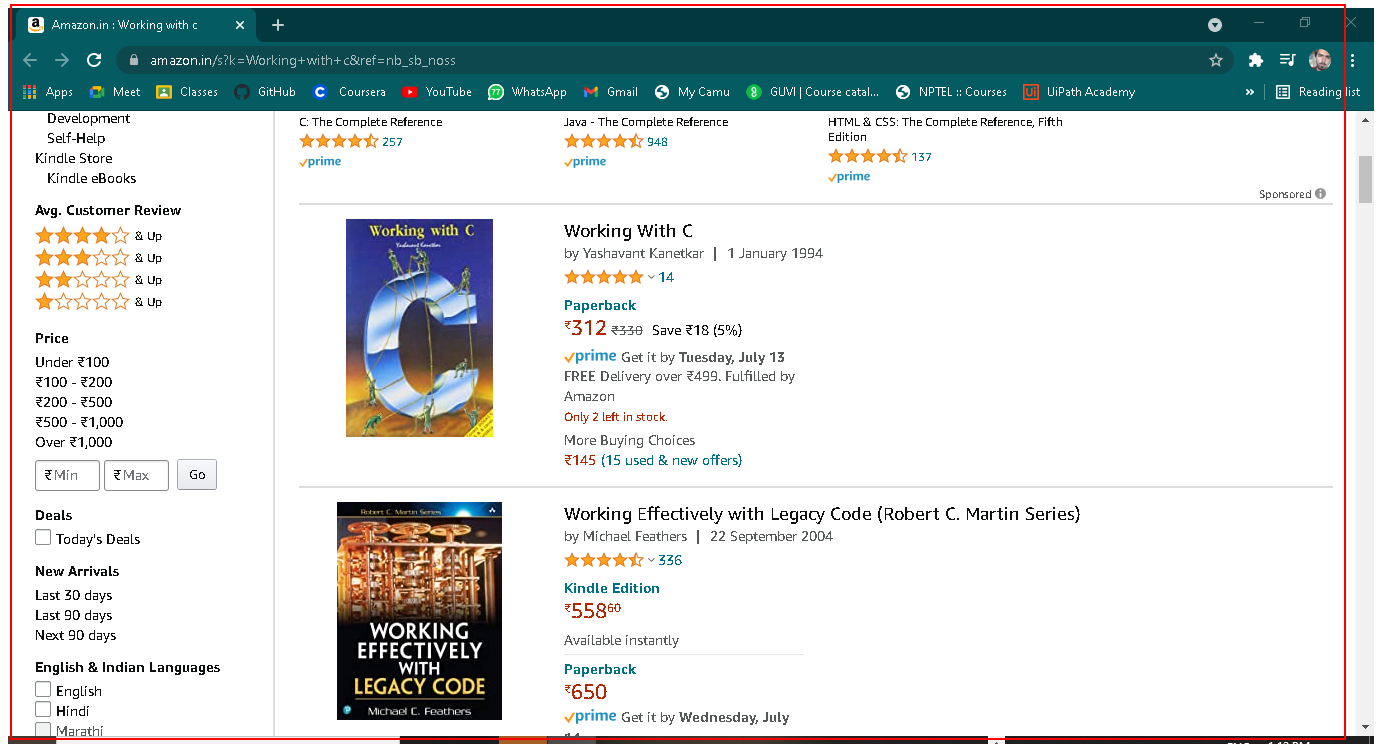 Amazon.in : Working with c
amazon.in/s?k=Working+with+c&ref=nb_sb_noss
Apps Meet Classes GitHub Coursera YouTube WhatsApp Gmail My Camu GUVI | Course catal... NPTEL :: Courses UiPath Academy » Reading list
Development
Self-Help
Kindle Store
Kindle eBooks
Avg. Customer Review
& Up
& Up
& Up
& Up
Price
Under ₹100
₹100 - ₹200
₹200 - ₹500
₹500 - ₹1,000
Over ₹1,000
₹Min ₹Max Go
Deals
Today's Deals
New Arrivals
Last 30 days
Last 90 days
Next 90 days
English & Indian Languages
English
Hindi
Marathi
C: The Complete Reference
257
prime
Java - The Complete Reference
948
prime
HTML & CSS: The Complete Reference, Fifth
Edition
137
prime
Sponsored
Working with C
Yashavant Kanetkar
Working With C
by Yashavant Kanetkar | 1 January 1994
14
Paperback
₹312 ₹330 Save ₹18 (5%)
prime Get it by Tuesday, July 13
FREE Delivery over ₹499. Fulfilled by
Amazon
Only 2 left in stock.
More Buying Choices
₹145 (15 used & new offers)
Robert C. Martin Series
WORKING
EFFECTIVELY
WITH
LEGACY CODE
Michael C. Feathers
Working Effectively with Legacy Code (Robert C. Martin Series)
by Michael Feathers | 22 September 2004
336
Kindle Edition
₹55860
Available instantly
Paperback
₹650
prime Get it by Wednesday, July